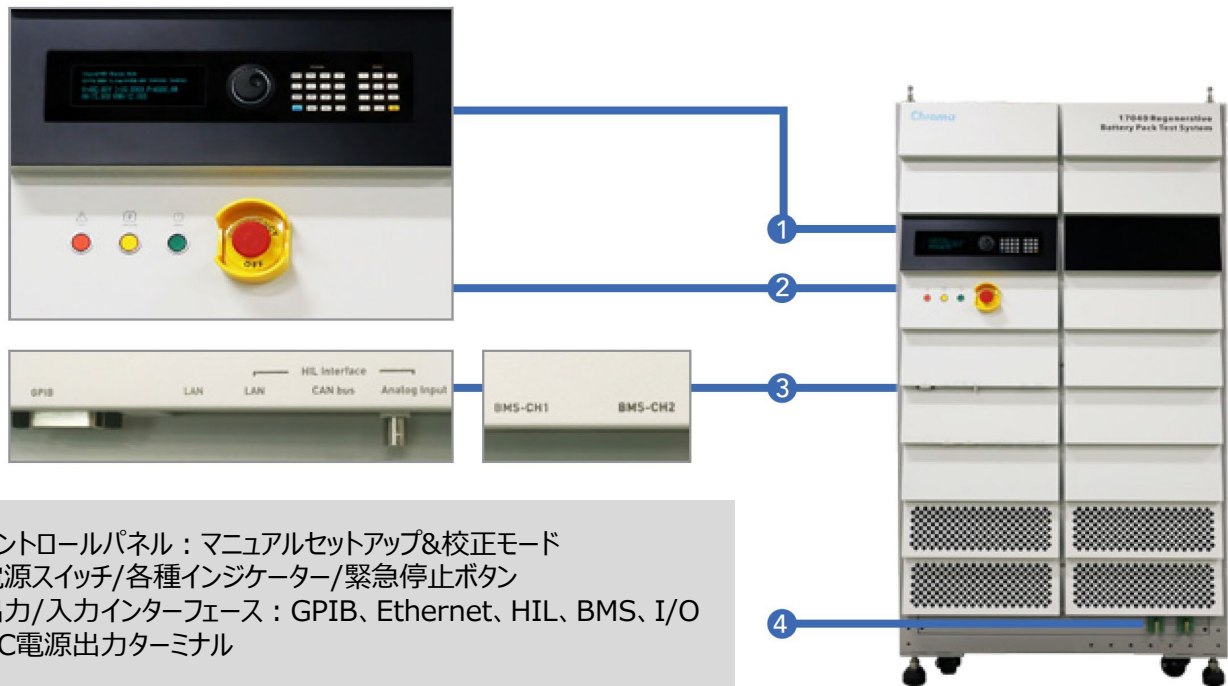 Chroma
17040 Regenerative
Battery Pack Test System
1
2
HIL Interface
GPIB
LAN
LAN
CAN bus
Analog Input
BMS-CH1
BMS-CH2
3
ントロールパネル：マニュアルセットアップ&校正モード
源スイッチ/各種インジケーター/緊急停止ボタン
力/入力インターフェース：GPIB、Ethernet、HIL、BMS、I/O
C電源出力ターミナル
4
OFF